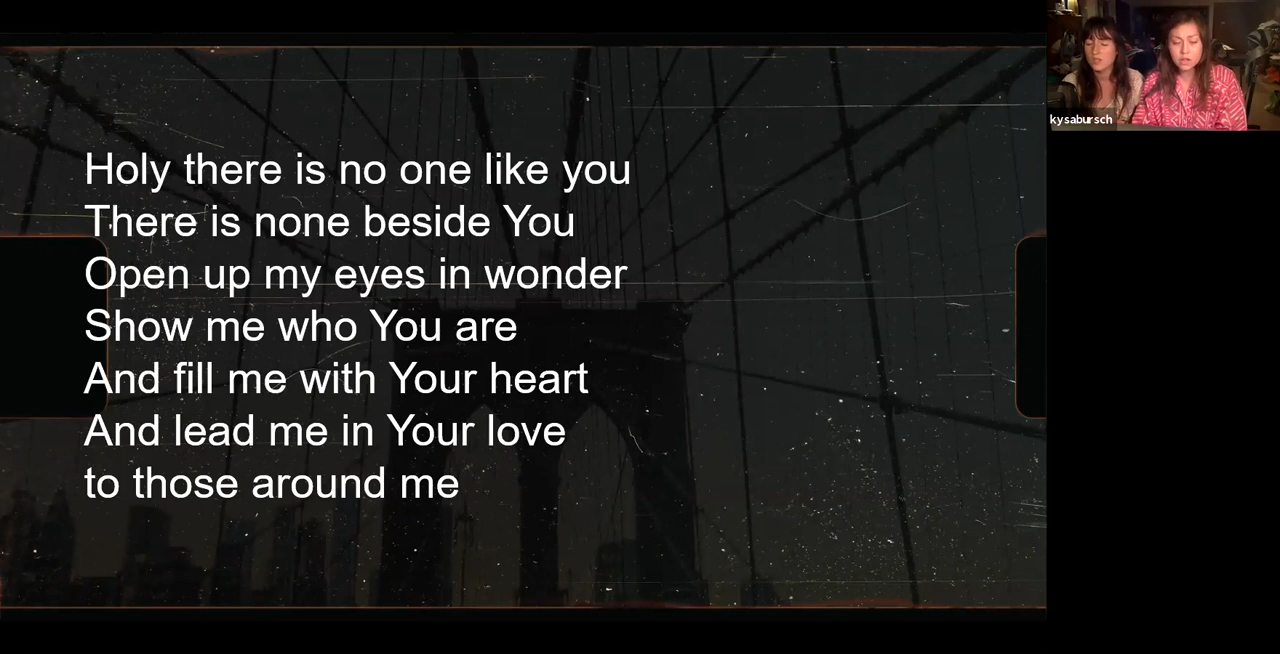 Holy there is no one like you
There is none beside You
Open up my eyes in wonder
Show me who You are
And fill me with Your heart
And lead me in Your love
to those around me
kysabursch